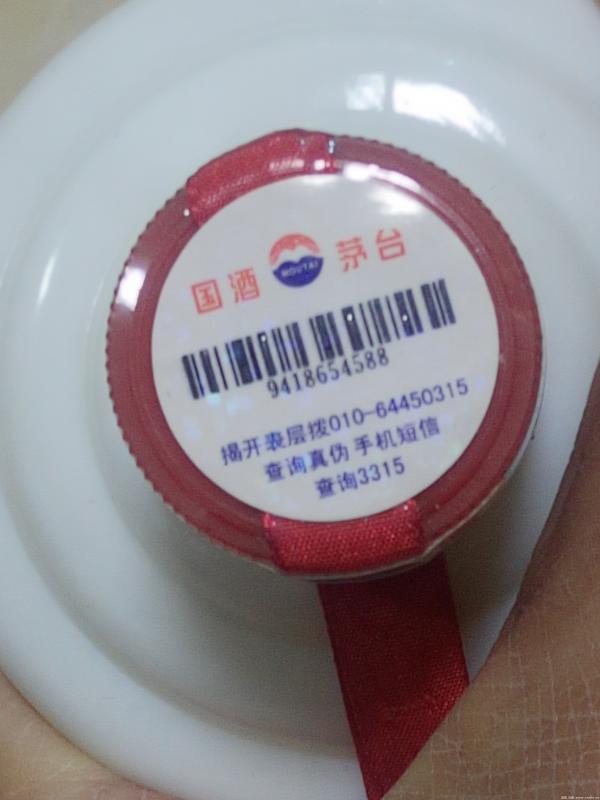 国酒 MOUTAI 茅台
9418654588
揭开表层拨010-64450315
查询真伪 手机短信
查询3315